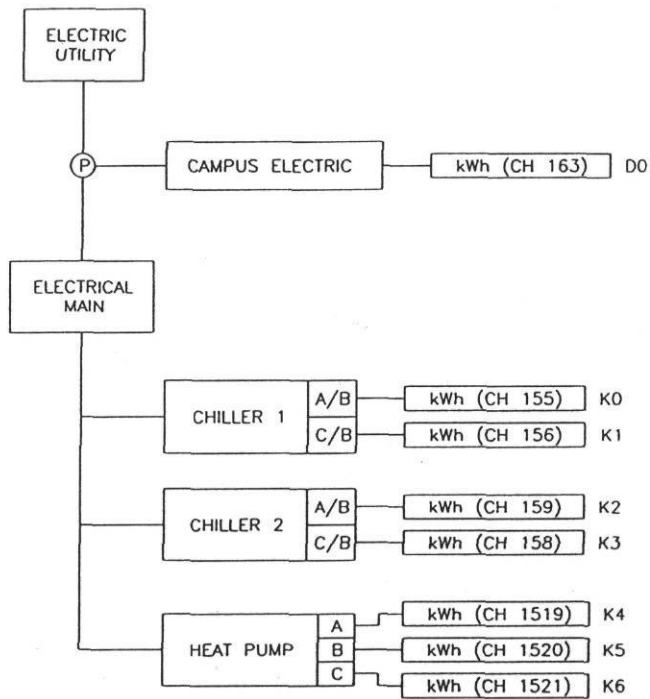 ELECTRIC
UTILITY
P
CAMPUS ELECTRIC
kWh (CH 163)
D0
ELECTRICAL
MAIN
CHILLER 1
A/B
kWh (CH 155)
K0
C/B
kWh (CH 156)
K1
CHILLER 2
A/B
kWh (CH 159)
K2
C/B
kWh (CH 158)
K3
HEAT PUMP
A
kWh (CH 1519)
K4
B
kWh (CH 1520)
K5
C
kWh (CH 1521)
K6